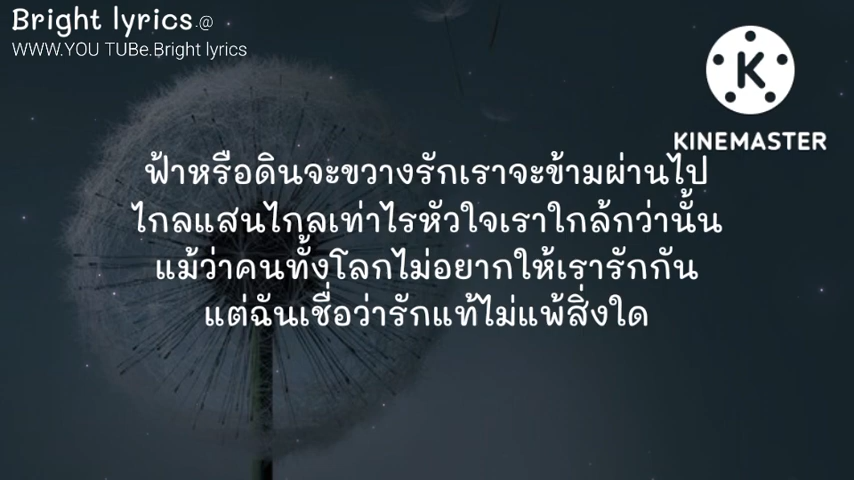 Bright lyrics.@
WWW.YOU TUBe.Bright lyrics
KINEMASTER
ฟ้าหรือดินจะขวางรักเราจะข้ามผ่านไป
ไกลแสนไกลเท่าไรหัวใจเราใกล้กว่านั้น
แม้ว่าคนทั้งโลกไม่อยากให้เรารักกัน
แต่ฉันเชื่อว่ารักแท้ไม่แพ้สิ่งใด